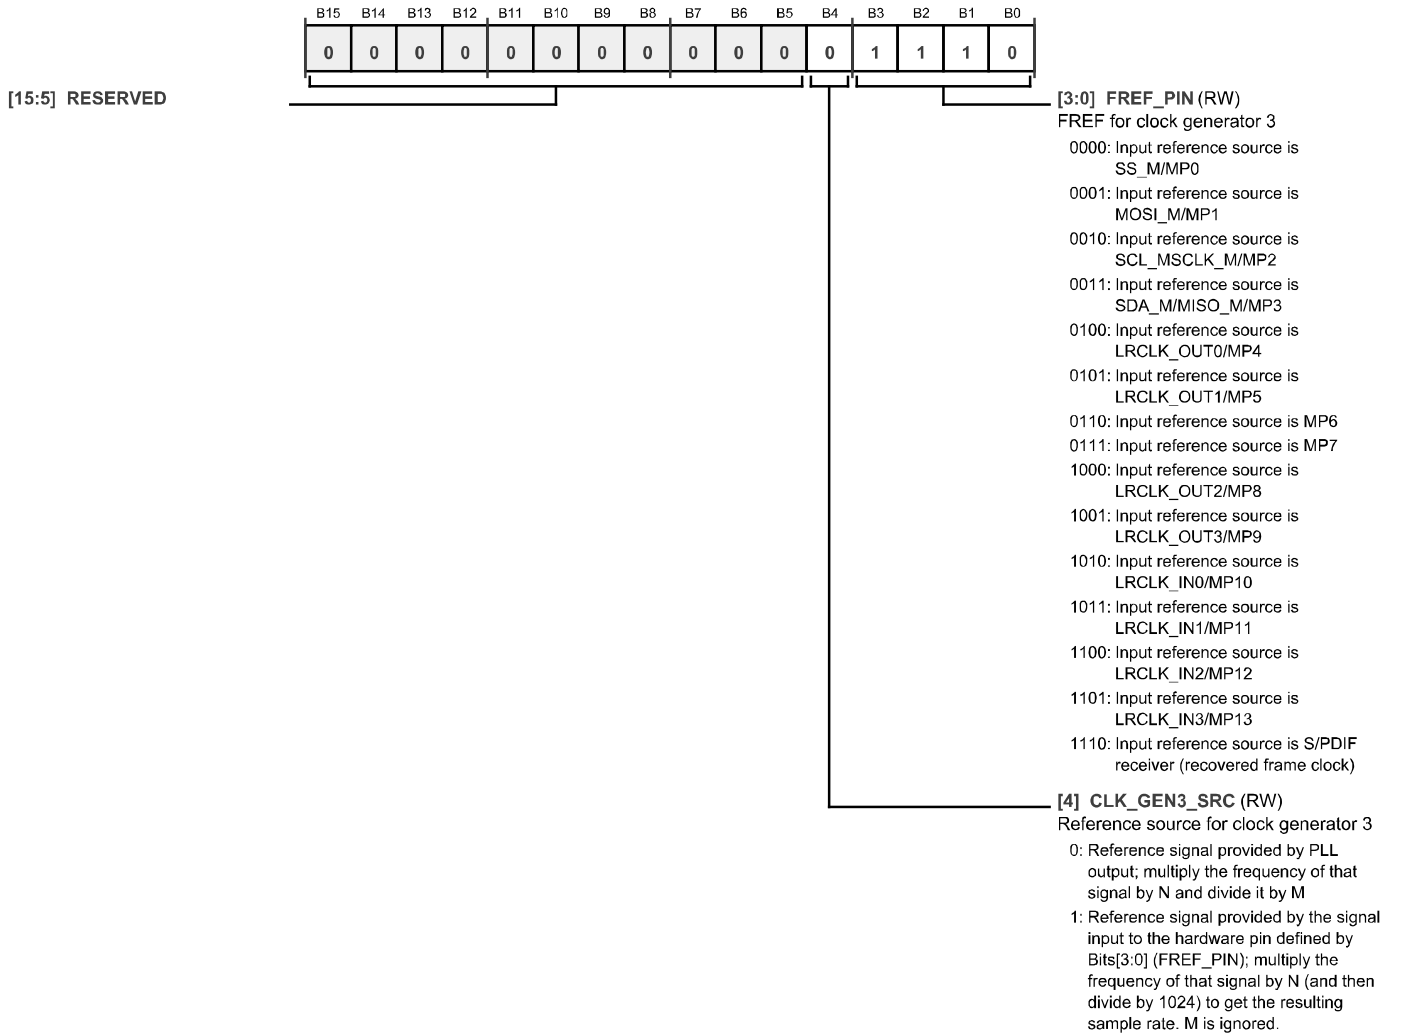 B15 B14 B13 B12 B11 B10 B9 B8 B7 B6 B5 B4 B3 B2 B1 B0
0 0 0 0 0 0 0 0 0 0 0 0 1 1 1 0
[15:5] RESERVED
[3:0] FREF_PIN (RW)
FREF for clock generator 3
0000: Input reference source is
SS_M/MP0
0001: Input reference source is
MOSI_M/MP1
0010: Input reference source is
SCL_MSCLK_M/MP2
0011: Input reference source is
SDA_M/MISO_M/MP3
0100: Input reference source is
LRCLK_OUT0/MP4
0101: Input reference source is
LRCLK_OUT1/MP5
0110: Input reference source is MP6
0111: Input reference source is MP7
1000: Input reference source is
LRCLK_OUT2/MP8
1001: Input reference source is
LRCLK_OUT3/MP9
1010: Input reference source is
LRCLK_IN0/MP10
1011: Input reference source is
LRCLK_IN1/MP11
1100: Input reference source is
LRCLK_IN2/MP12
1101: Input reference source is
LRCLK_IN3/MP13
1110: Input reference source is S/PDIF
receiver (recovered frame clock)
[4] CLK_GEN3_SRC (RW)
Reference source for clock generator 3
0: Reference signal provided by PLL
output; multiply the frequency of that
signal by N and divide it by M
1: Reference signal provided by the signal
input to the hardware pin defined by
Bits[3:0] (FREF_PIN); multiply the
frequency of that signal by N (and then
divide by 1024) to get the resulting
sample rate. M is ignored.